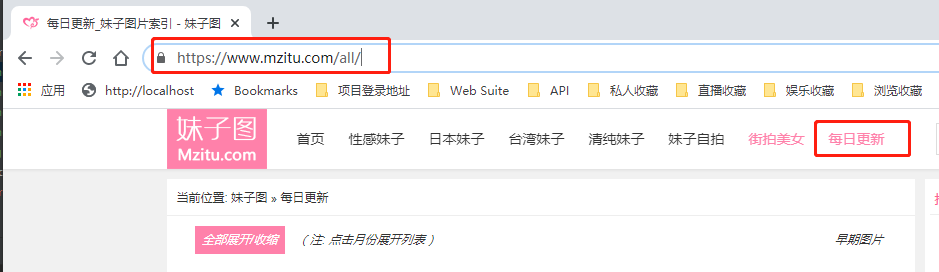 每日更新_妹子图片索引 - 妹子图
https://www.mzitu.com/all/
应用 http://localhost Bookmarks 项目登录地址 Web Suite API 私人收藏 直播收藏 娱乐收藏 浏览收藏
妹子图
Mzitu.com
首页 性感妹子 日本妹子 台湾妹子 清纯妹子 妹子自拍 街拍美女 每日更新
当前位置: 妹子图 » 每日更新
全部展开/收缩 （注: 点击月份展开列表） 早期图片